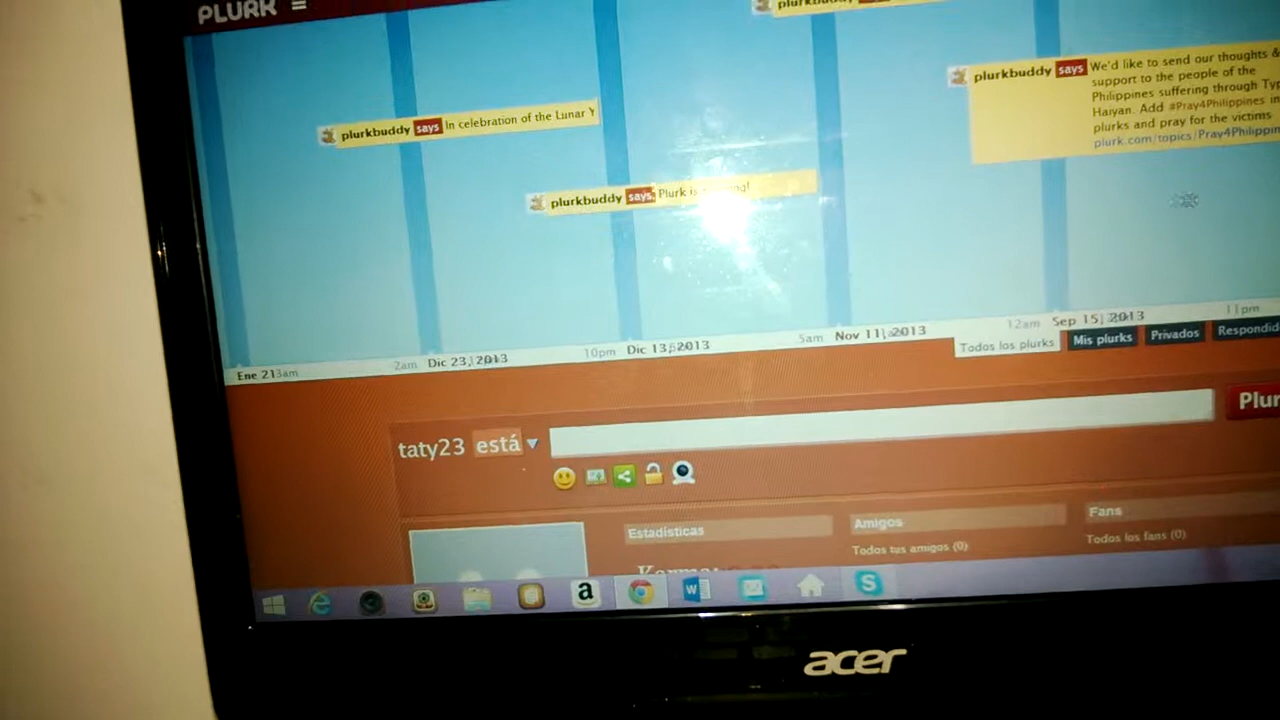 PLURK
plurkbuddy
plurkbuddy says We'd like to send our thoughts &
support to the people of the
Philippines suffering through
Haiyan. Add #Pray4Philippines in
plurks and pray for the victims
plurk.com/topics/Pray4Philippin
plurkbuddy says In celebration of the Lunar Y
plurkbuddy says Plurk
Ene 21 3am
2am Dic 23, 2013
10pm Dic 13, 2013
5am Nov 11, 2013
12am Sep 15, 2013
11pm
Todos los plurks
Mis plurks
Privados
Respondid
taty23 está
Plur
Estadísticas
Amigos
Fans
Todos tus amigos (0)
Todos los fans (0)
a
W
S
acer